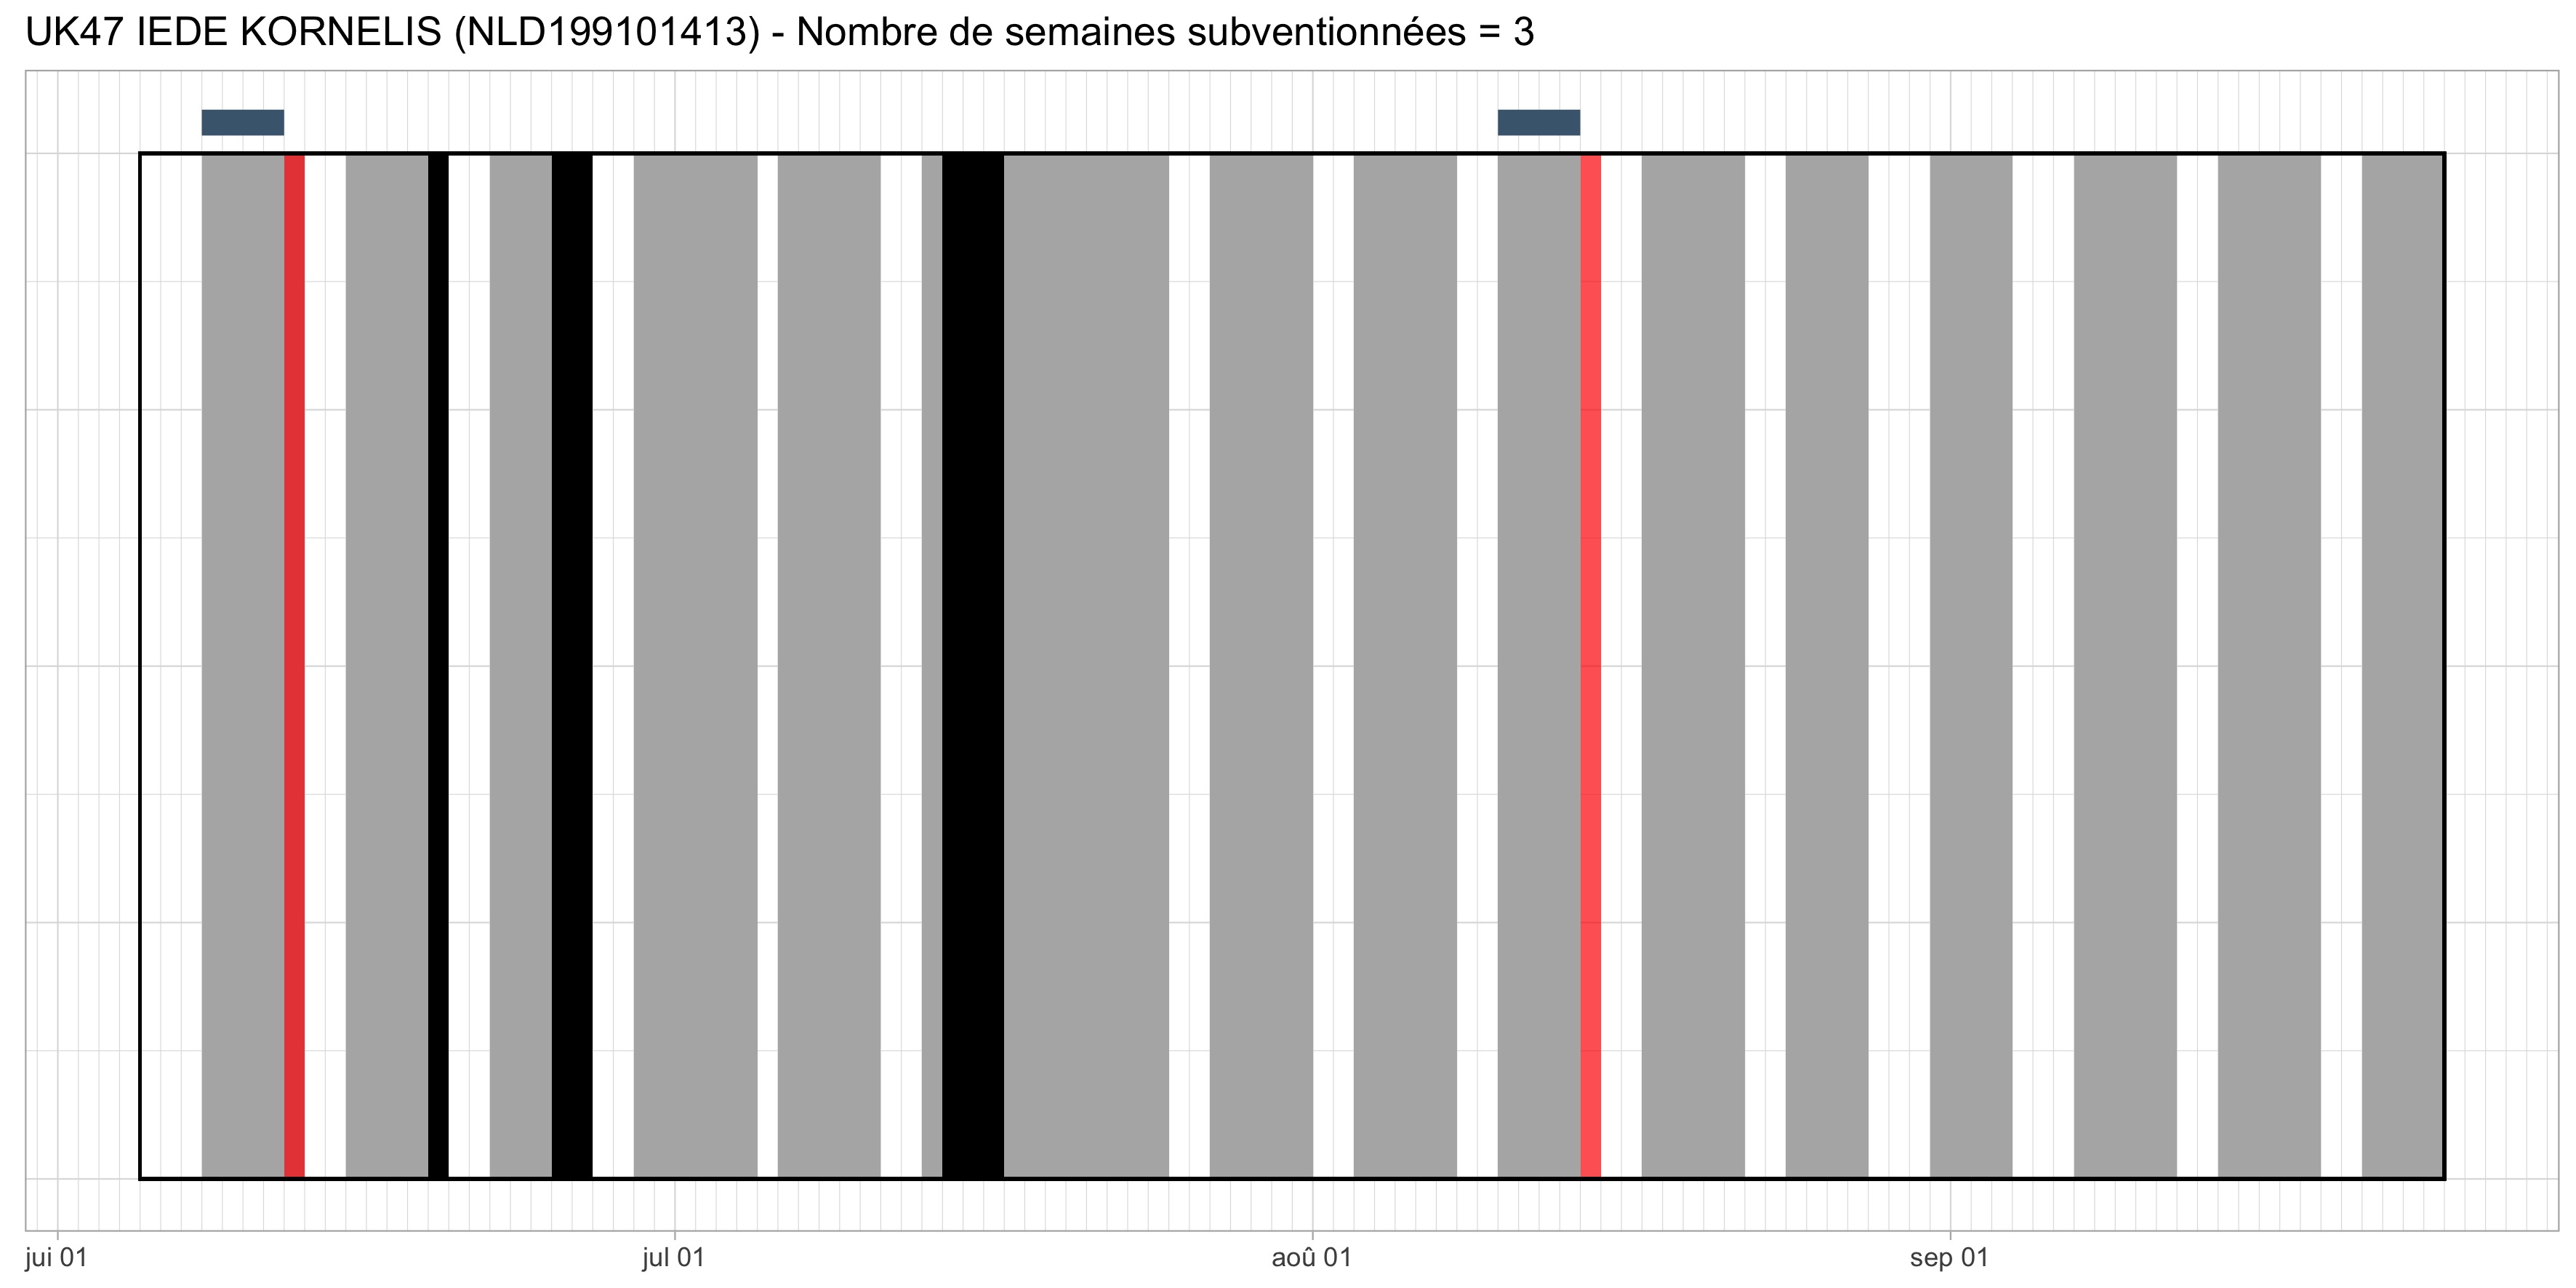 UK47 IEDE KORNELIS (NLD199101413) - Nombre de semaines subventionnées = 3
jui 01 jul 01 aoû 01 sep 01